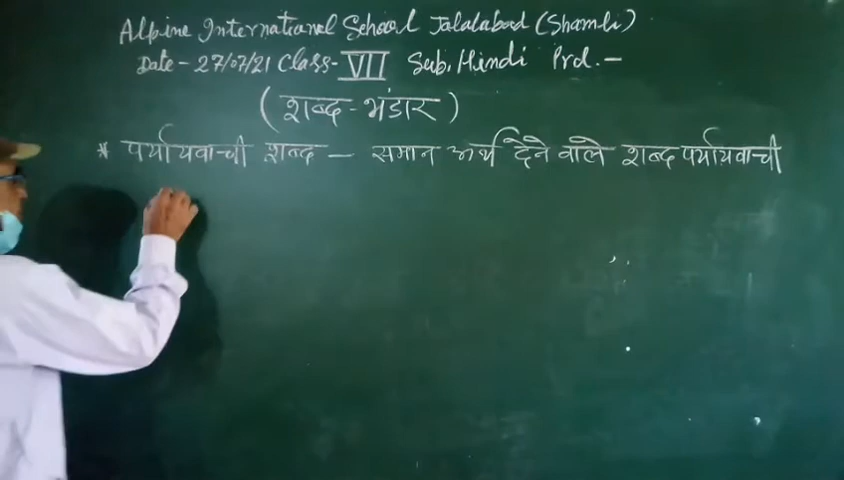 Alpine International School Jalalabad (Shamli)
Date - 27/07/21 Class - VII Sub. Hindi Prd. -
(शब्द - भंडार)
* पर्यायवाची शब्द - समान अर्थ देने वाले शब्द पर्यायवाची